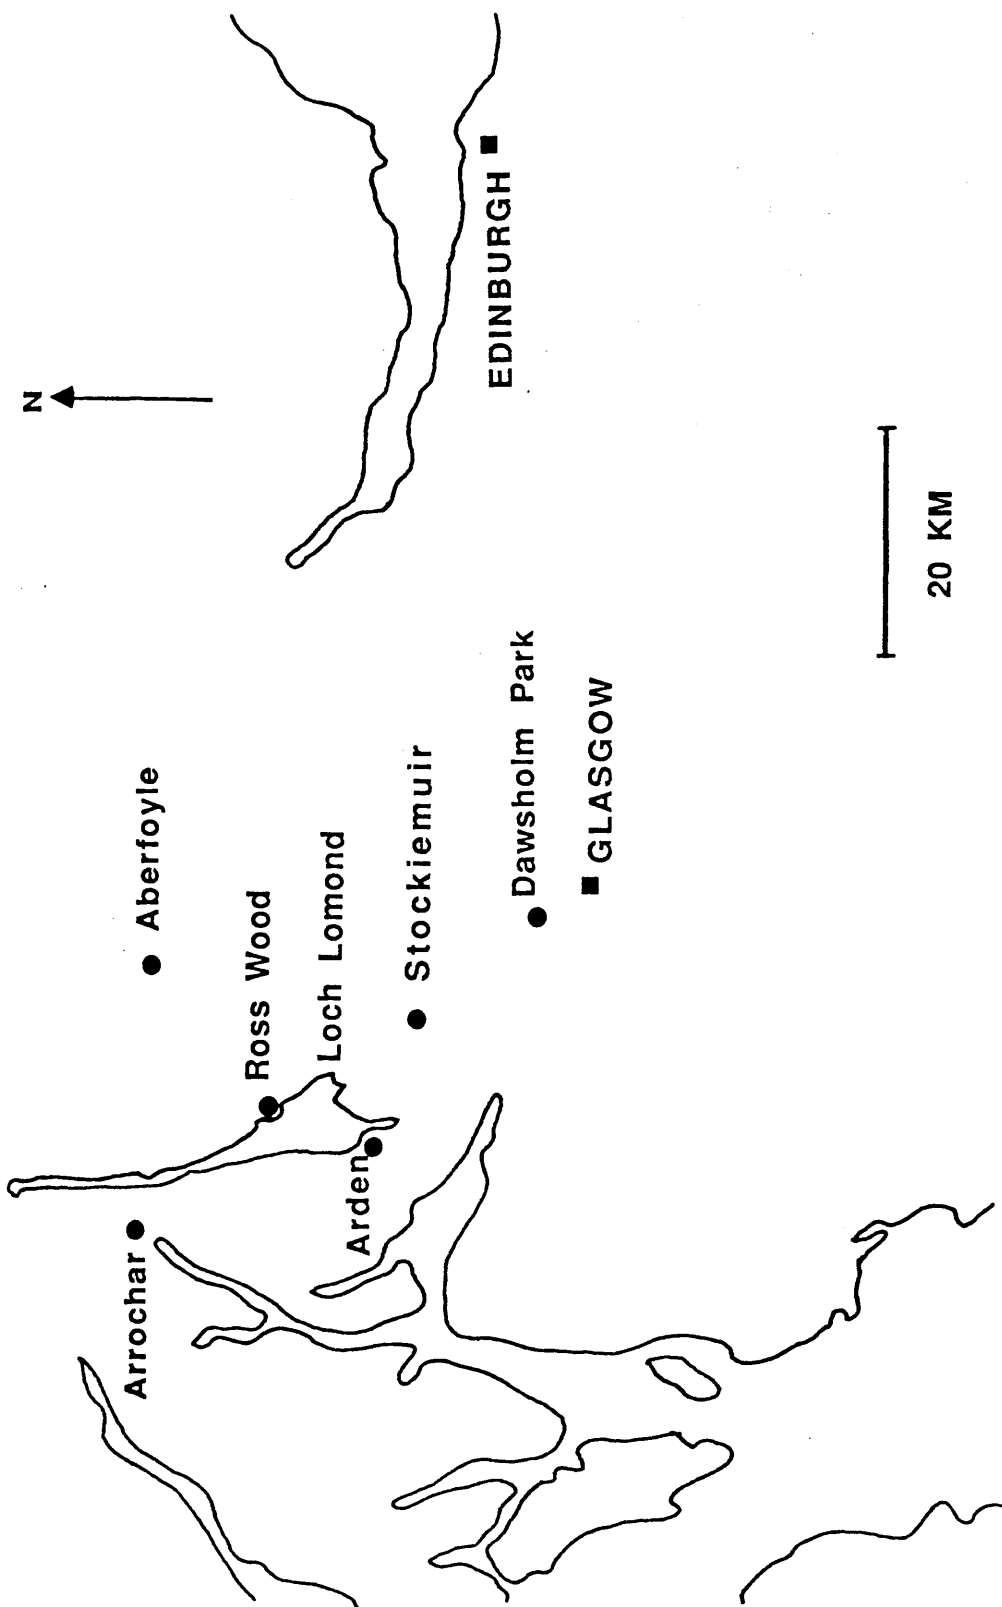 N
Aberfoyle
Arrochar
Ross Wood
Loch Lomond
Arden
Stockiemuir
EDINBURGH
Dawsholm Park
GLASGOW
20 KM